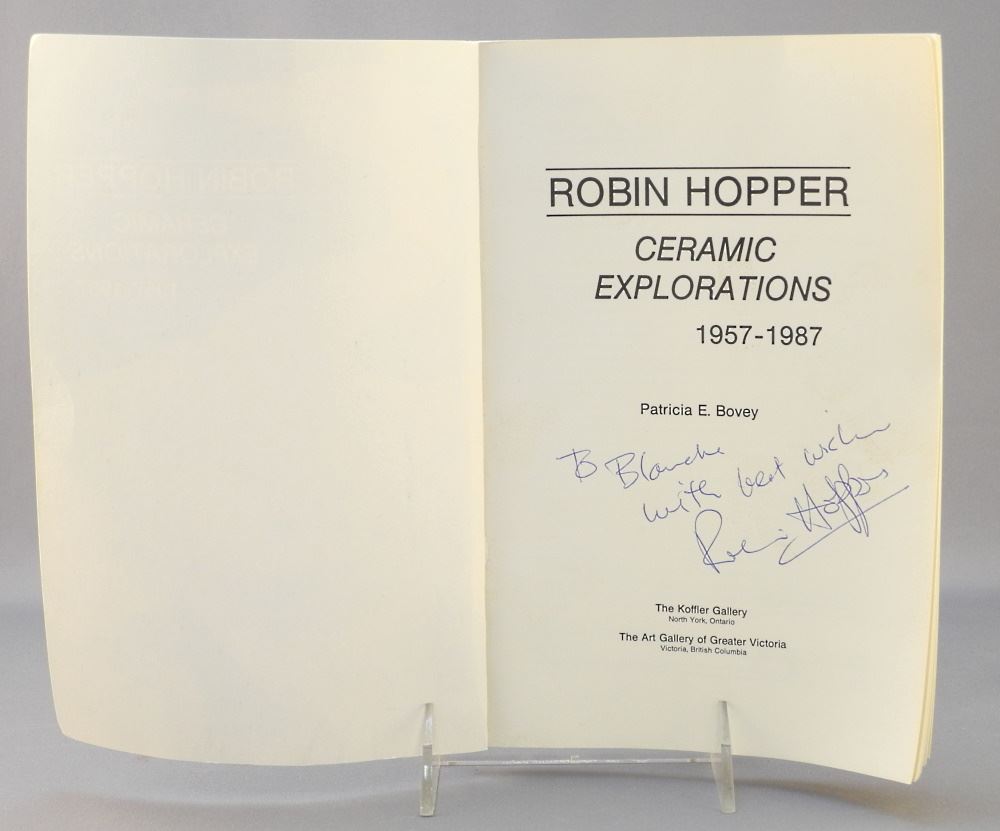 ROBIN HOPPER
CERAMIC
EXPLORATIONS
1957-1987
Patricia E. Bovey
To Blanche
with best wishes
Robin Hopper
The Koffler Gallery
North York, Ontario
The Art Gallery of Greater Victoria
Victoria, British Columbia